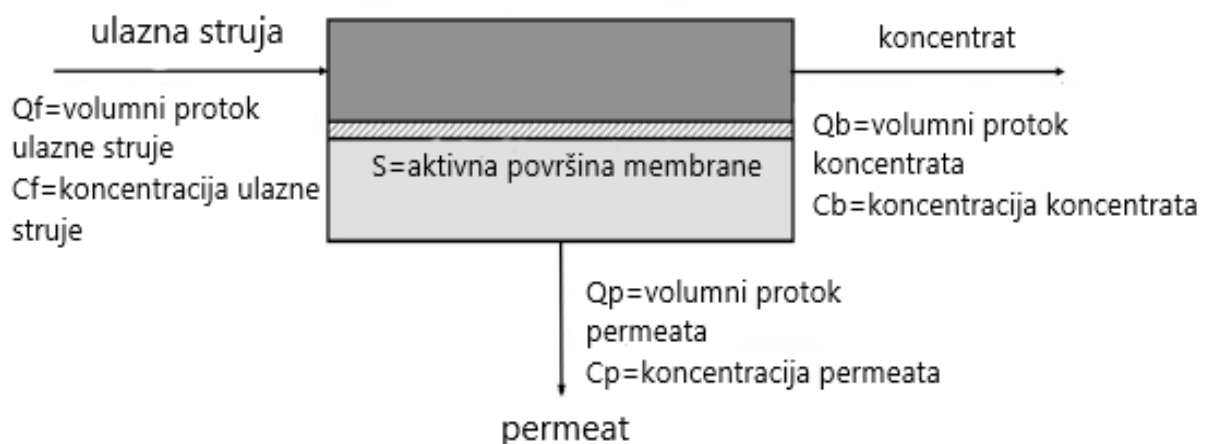 ulazna struja
Qf=volumni protok
ulazne struje
Cf=koncentracija ulazne
struje
S=aktivna površina membrane
koncentrat
Qb=volumni protok
koncentrata
Cb=koncentracija koncentrata
Qp=volumni protok
permeata
Cp=koncentracija permeata
permeat